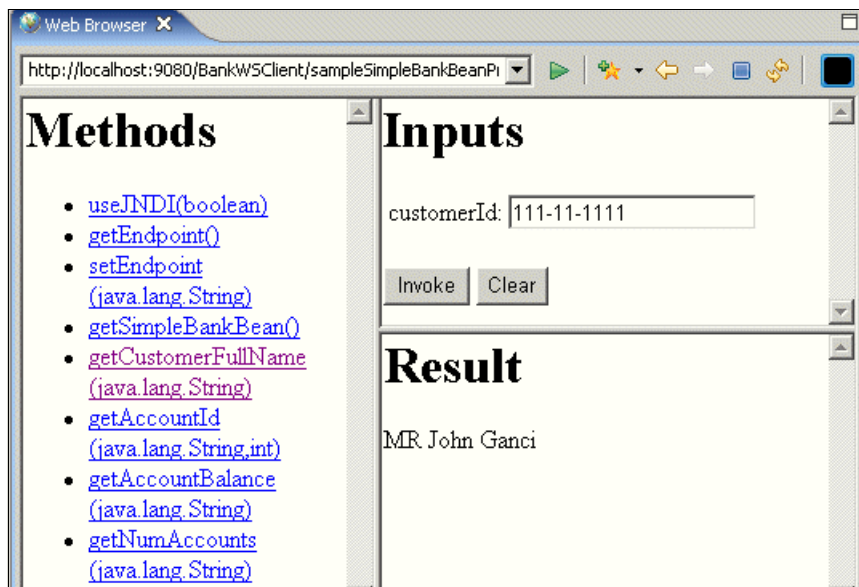 Web Browser
http://localhost:9080/BankWSClient/sampleSimpleBankBeanPr
Methods
useJNDI(boolean)
getEndpoint()
setEndpoint
(java.lang.String)
getSimpleBankBean()
getCustomerFullName
(java.lang.String)
getAccountId
(java.lang.String,int)
getAccountBalance
(java.lang.String)
getNumAccounts
(java.lang.String)
Inputs
customerId: 111-11-1111
Invoke Clear
Result
MR John Ganci